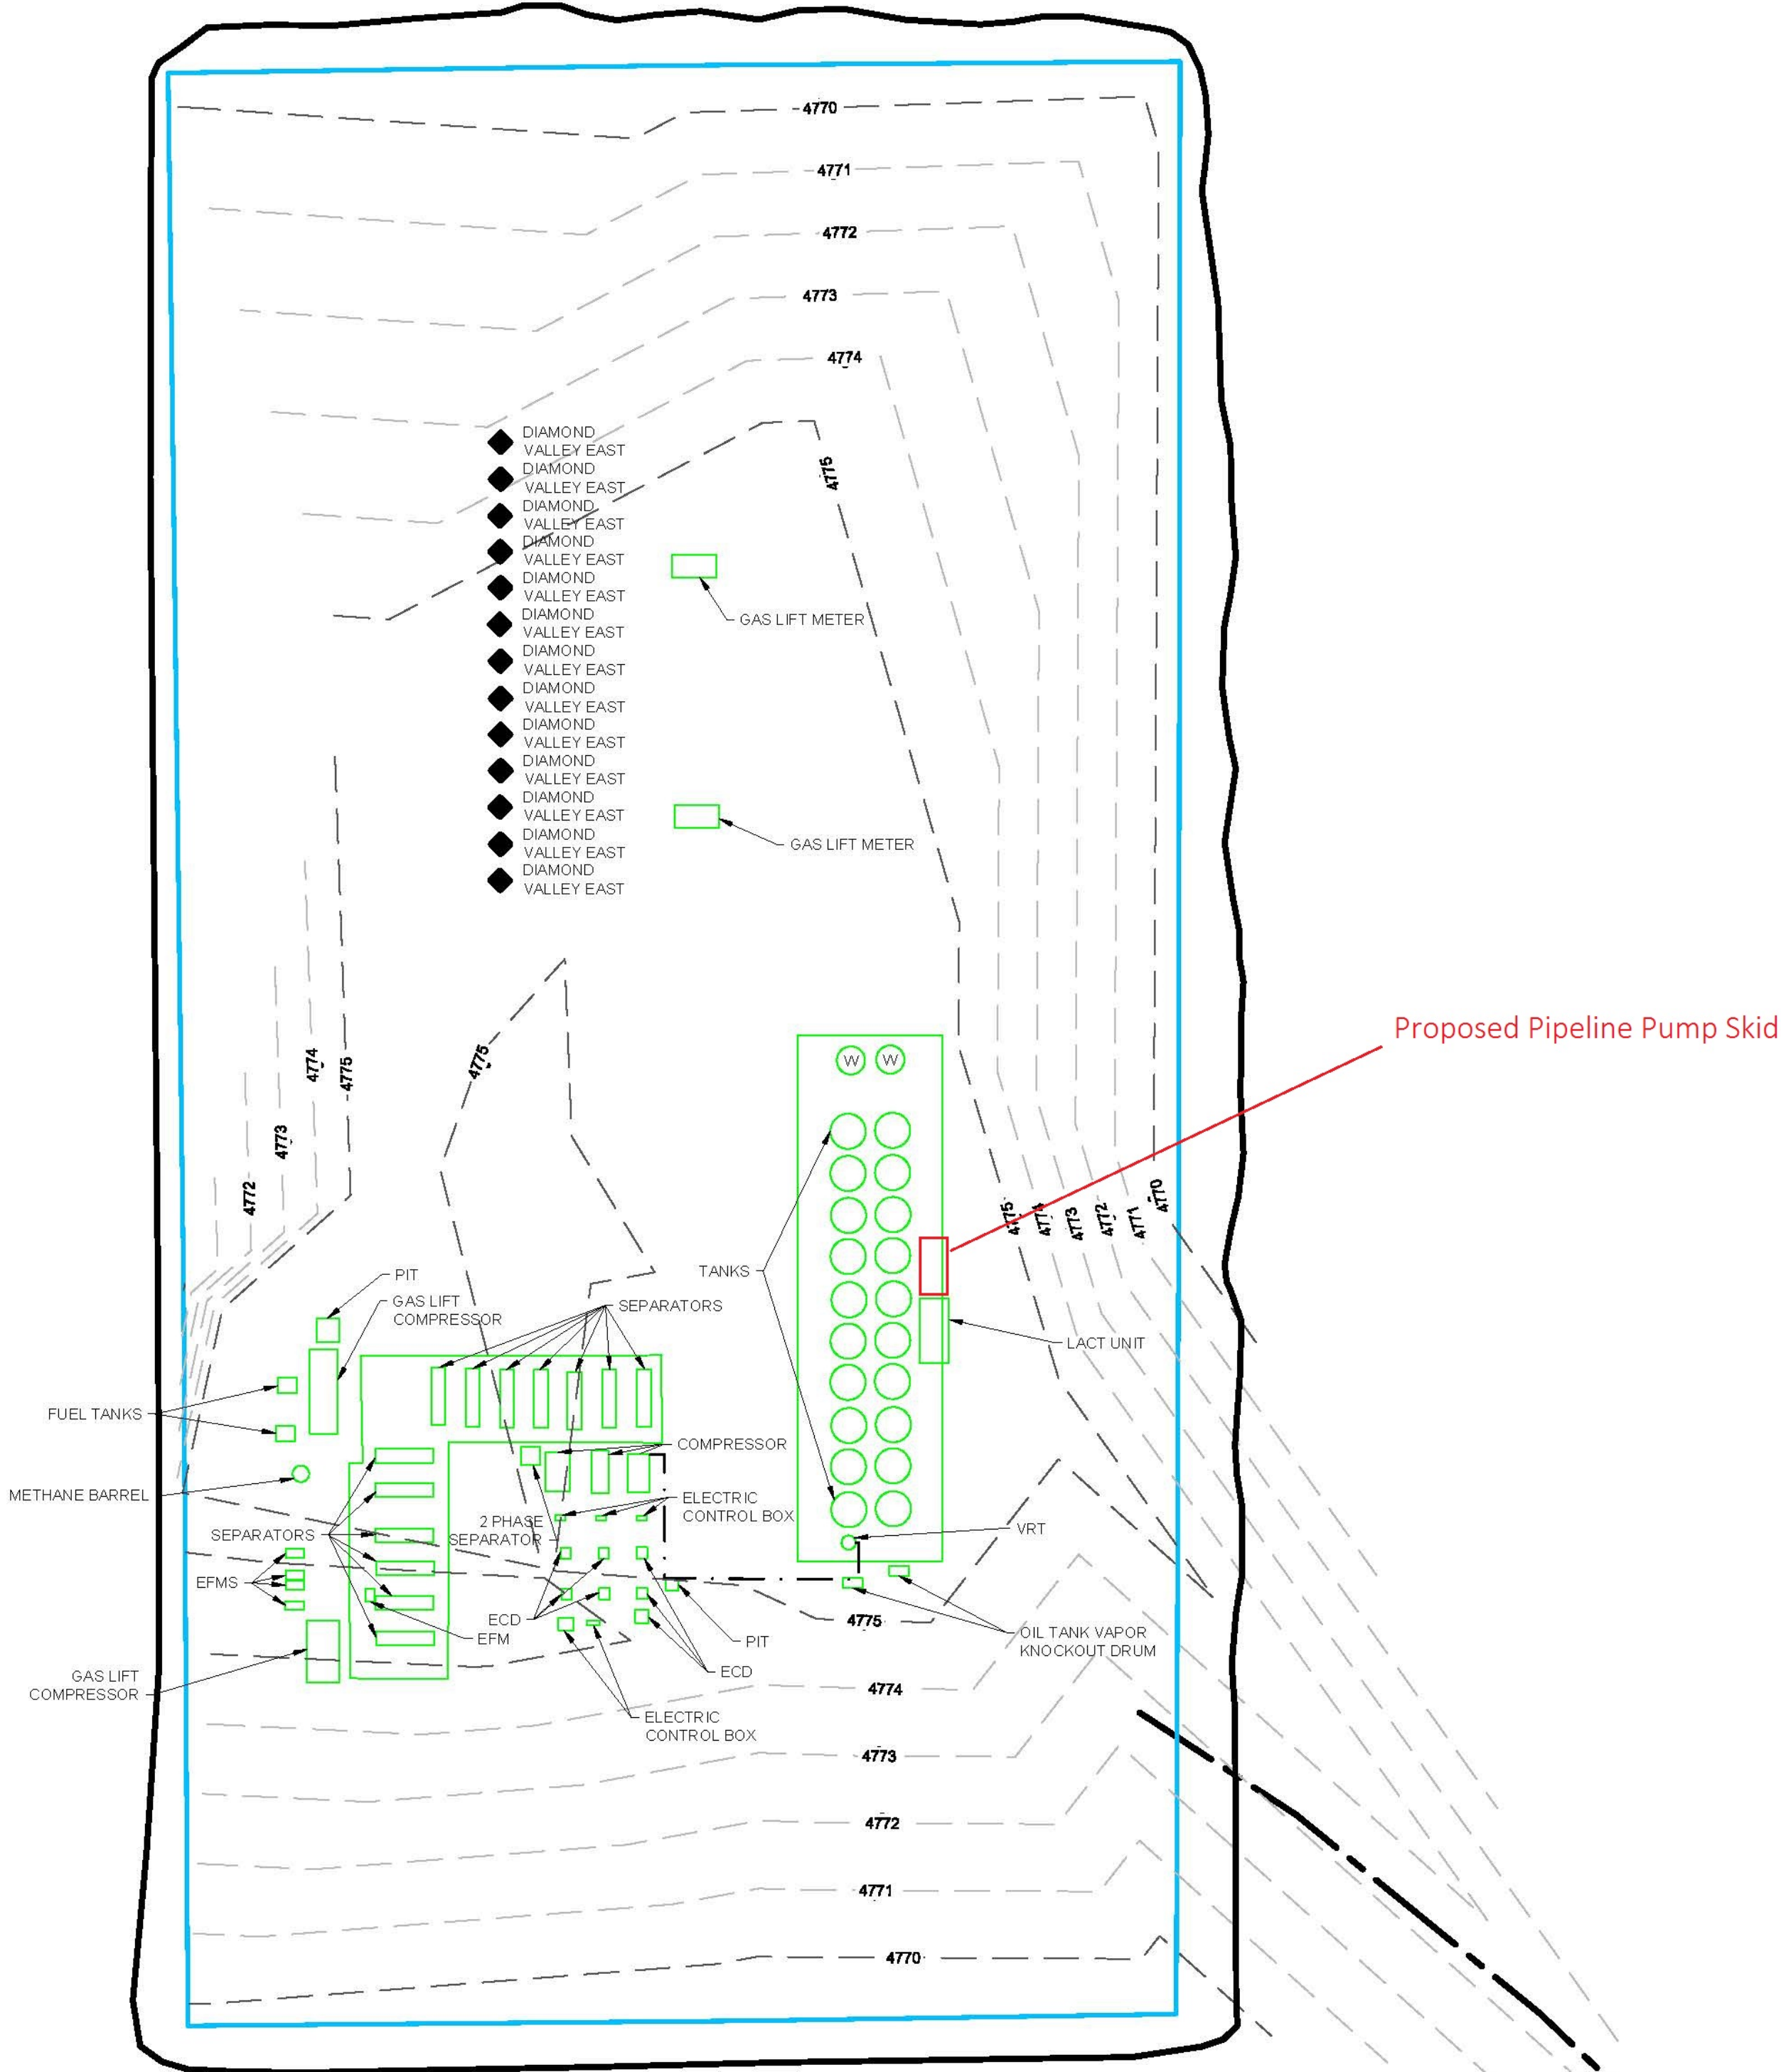 4770
4771
4772
4773
4774
4775
DIAMOND
VALLEY EAST
DIAMOND
VALLEY EAST
DIAMOND
VALLEY EAST
DIAMOND
VALLEY EAST
DIAMOND
VALLEY EAST
DIAMOND
VALLEY EAST
DIAMOND
VALLEY EAST
DIAMOND
VALLEY EAST
DIAMOND
VALLEY EAST
DIAMOND
VALLEY EAST
DIAMOND
VALLEY EAST
DIAMOND
VALLEY EAST
DIAMOND
VALLEY EAST
GAS LIFT METER
GAS LIFT METER
Proposed Pipeline Pump Skid
4772
4773
4774
4775
4775
W W
4775
4774
4773
4772
4771
4770
TANKS
PIT
GAS LIFT
COMPRESSOR
SEPARATORS
LACT UNIT
FUEL TANKS
COMPRESSOR
METHANE BARREL
ELECTRIC
CONTROL BOX
2 PHASE
SEPARATOR
SEPARATORS
VRT
EFMS
ECD
EFM
PIT
4775
OIL TANK VAPOR
KNOCKOUT DRUM
ECD
GAS LIFT
COMPRESSOR
4774
ELECTRIC
CONTROL BOX
4773
4772
4771
4770